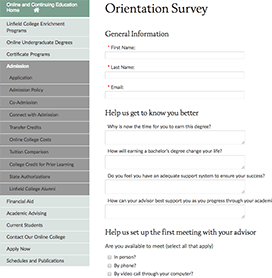 Online and Continuing Education
Home
Linfield College Enrichment
Programs
Online Undergraduate Degrees
Certificate Programs
Admission
Application
Admission Policy
Co-Admission
Connect with Admission
Transfer Credits
Online College Costs
Tuition Comparison
College Credit for Prior Learning
State Authorizations
Linfield College Alumni
Financial Aid
Academic Advising
Current Students
Contact Our Online College
Apply Now
Schedules and Publications
Orientation Survey
General Information
* First Name:
* Last Name:
* Email:
Help us get to know you better
Why is now the time for you to earn this degree?
How will earning a bachelor's degree change your life?
Do you feel you have an adequate support system to ensure your success?
How can your advisor best support you as you progress through your academi
Help us set up the first meeting with your advisor
Are you available to meet (select all that apply)
In person?
By phone?
By video call through your computer?